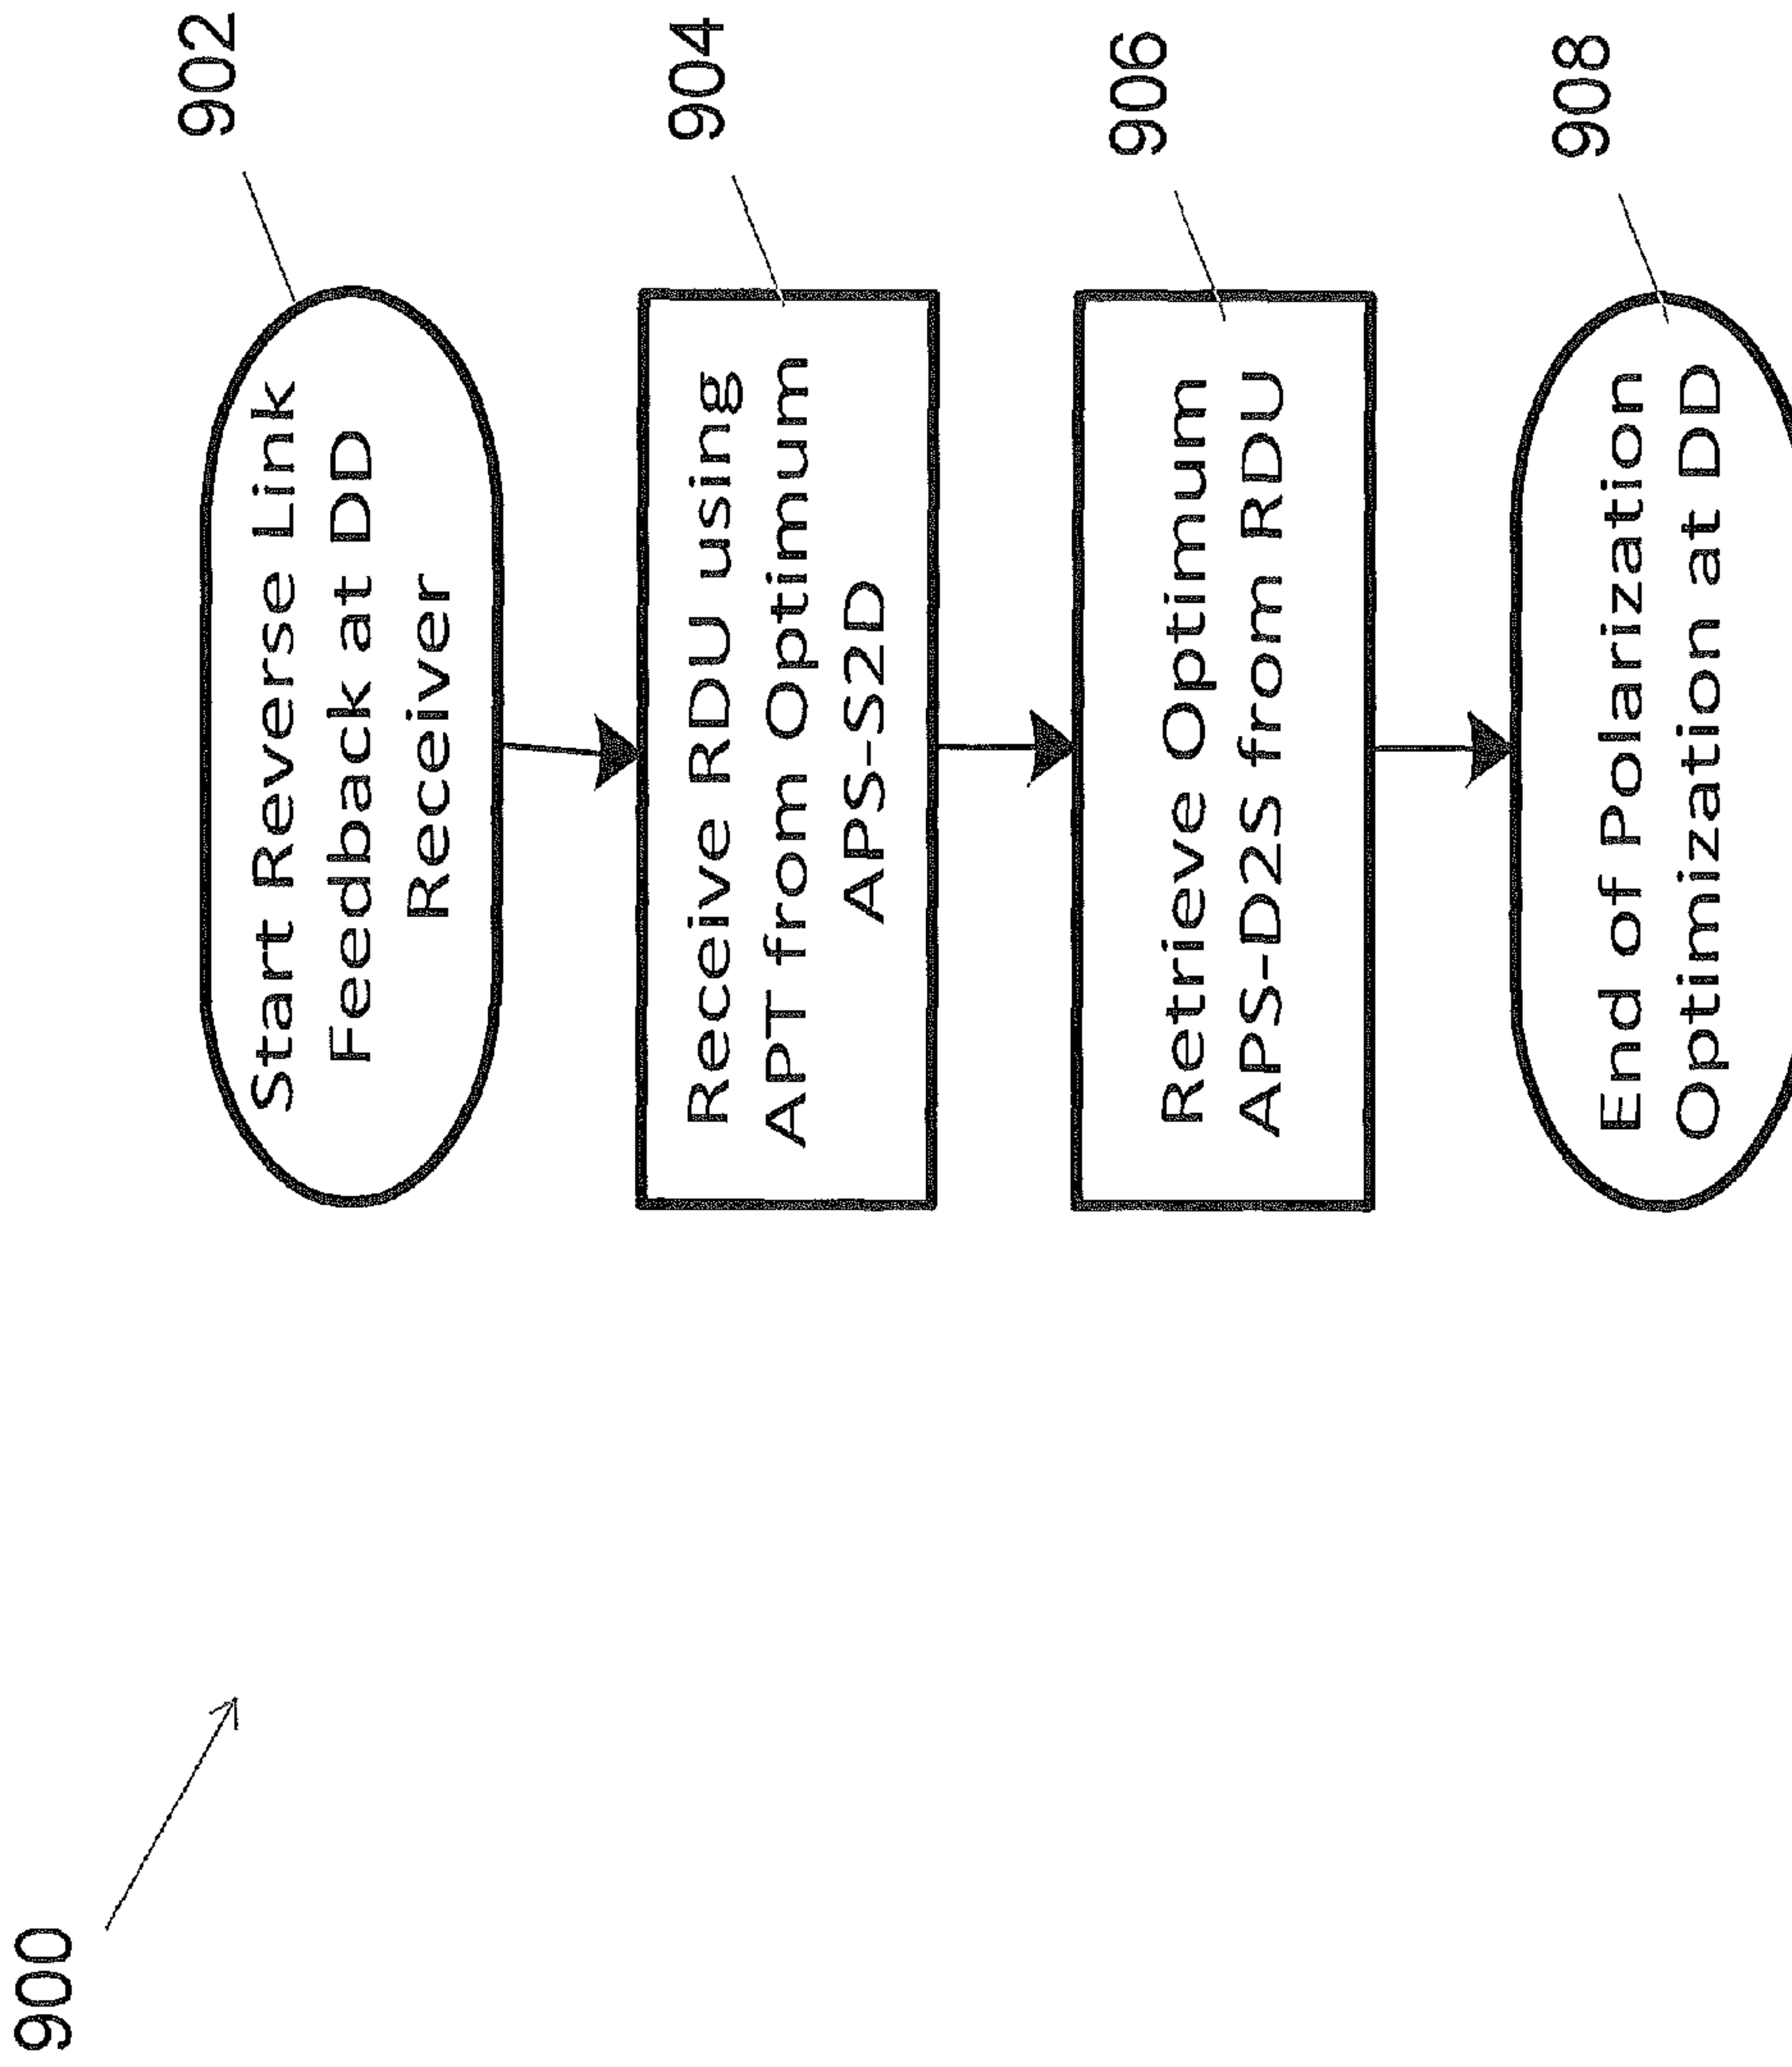 900
Start Reverse Link
Feedback at DD
Receiver
902
Receive RDU using
APT from Optimum
APS-S2D
904
Retrieve Optimum
APS-D2S from RDU
906
End of Polarization
Optimization at DD
908